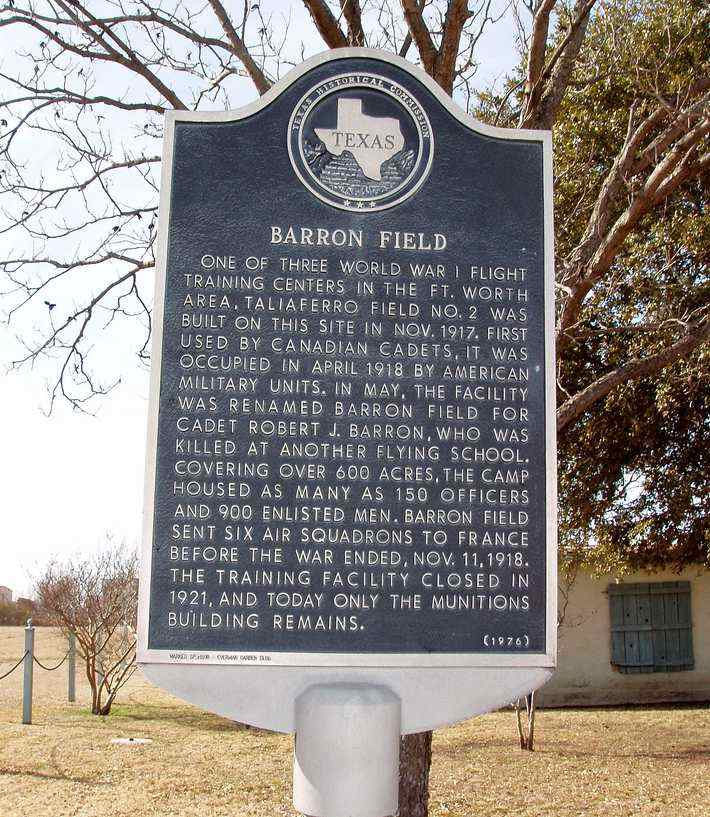 TEXAS HISTORICAL COMMISSION
TEXAS
BARRON FIELD
ONE OF THREE WORLD WAR I FLIGHT
TRAINING CENTERS IN THE FT. WORTH
AREA, TALIAFERRO FIELD NO. 2 WAS
BUILT ON THIS SITE IN NOV. 1917. FIRST
USED BY CANADIAN CADETS, IT WAS
OCCUPIED IN APRIL 1918 BY AMERICAN
MILITARY UNITS. IN MAY, THE FACILITY
WAS RENAMED BARRON FIELD FOR
CADET ROBERT J. BARRON, WHO WAS
KILLED AT ANOTHER FLYING SCHOOL.
COVERING OVER 600 ACRES, THE CAMP
HOUSED AS MANY AS 150 OFFICERS
AND 900 ENLISTED MEN. BARRON FIELD
SENT SIX AIR SQUADRONS TO FRANCE
BEFORE THE WAR ENDED, NOV. 11, 1918.
THE TRAINING FACILITY CLOSED IN
1921, AND TODAY ONLY THE MUNITIONS
BUILDING REMAINS.
(1976)
MARKER SPONSOR : EVERMAN GARDEN CLUB